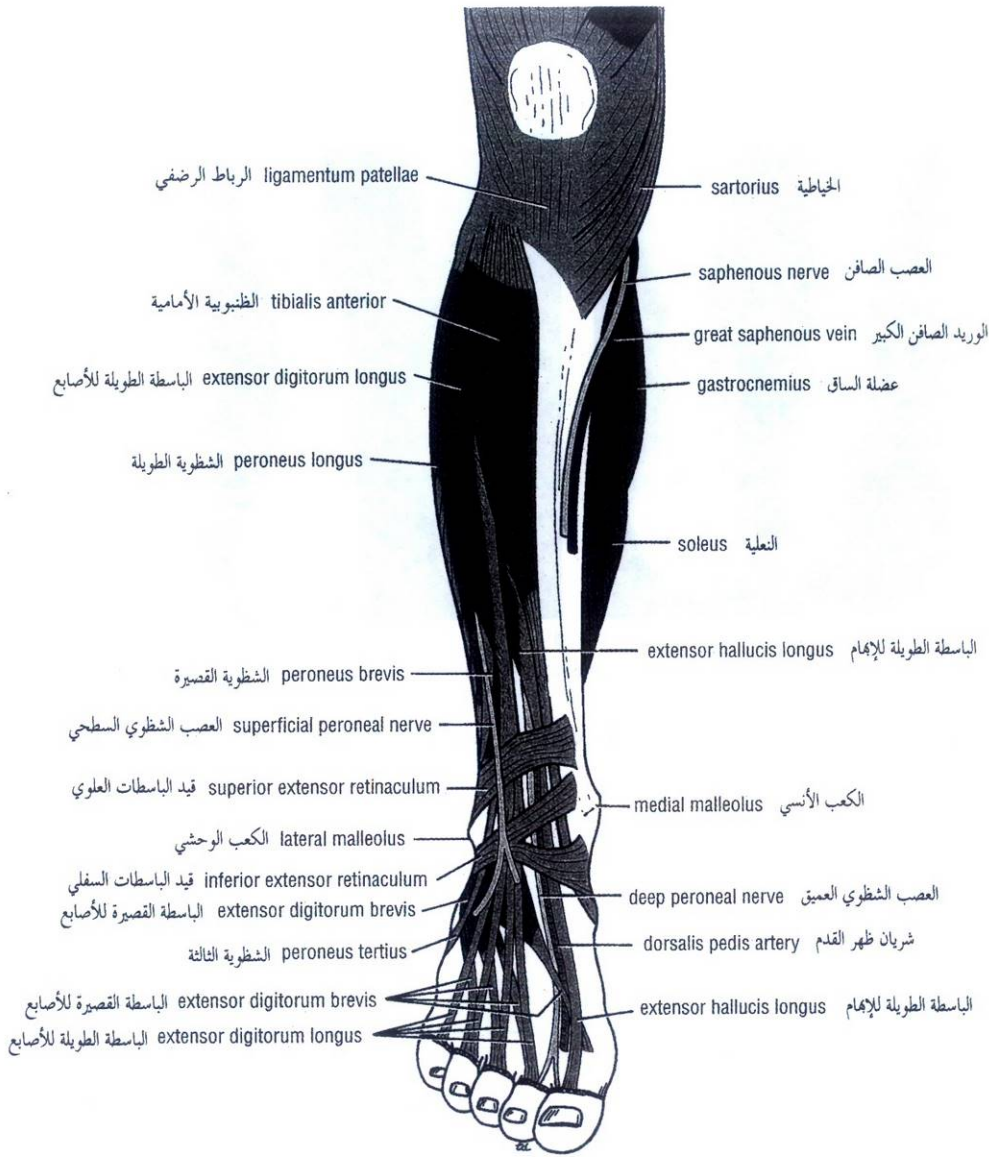 الرباط الرضفي ligamentum patellae
sartorius الخياطية
saphenous nerve العصب الصافن
الظنبوبية الأمامية tibialis anterior
great saphenous vein الوريد الصافن الكبير
الباسطة الطويلة للأصابع extensor digitorum longus
gastrocnemius عضلة الساق
الشظوية الطويلة peroneus longus
soleus النعلية
extensor hallucis longus الباسطة الطويلة للإبهام
الشظوية القصيرة peroneus brevis
العصب الشظوي السطحي superficial peroneal nerve
قيد الباسطات العلوي superior extensor retinaculum
medial malleolus الكعب الأنسي
الكعب الوحشي lateral malleolus
قيد الباسطات السفلي inferior extensor retinaculum
deep peroneal nerve العصب الشظوي العميق
الباسطة القصيرة للأصابع extensor digitorum brevis
dorsalis pedis artery شريان ظهر القدم
الشظوية الثالثة peroneus tertius
الباسطة القصيرة للأصابع extensor digitorum brevis
extensor hallucis longus الباسطة الطويلة للإبهام
الباسطة الطويلة للأصابع extensor digitorum longus